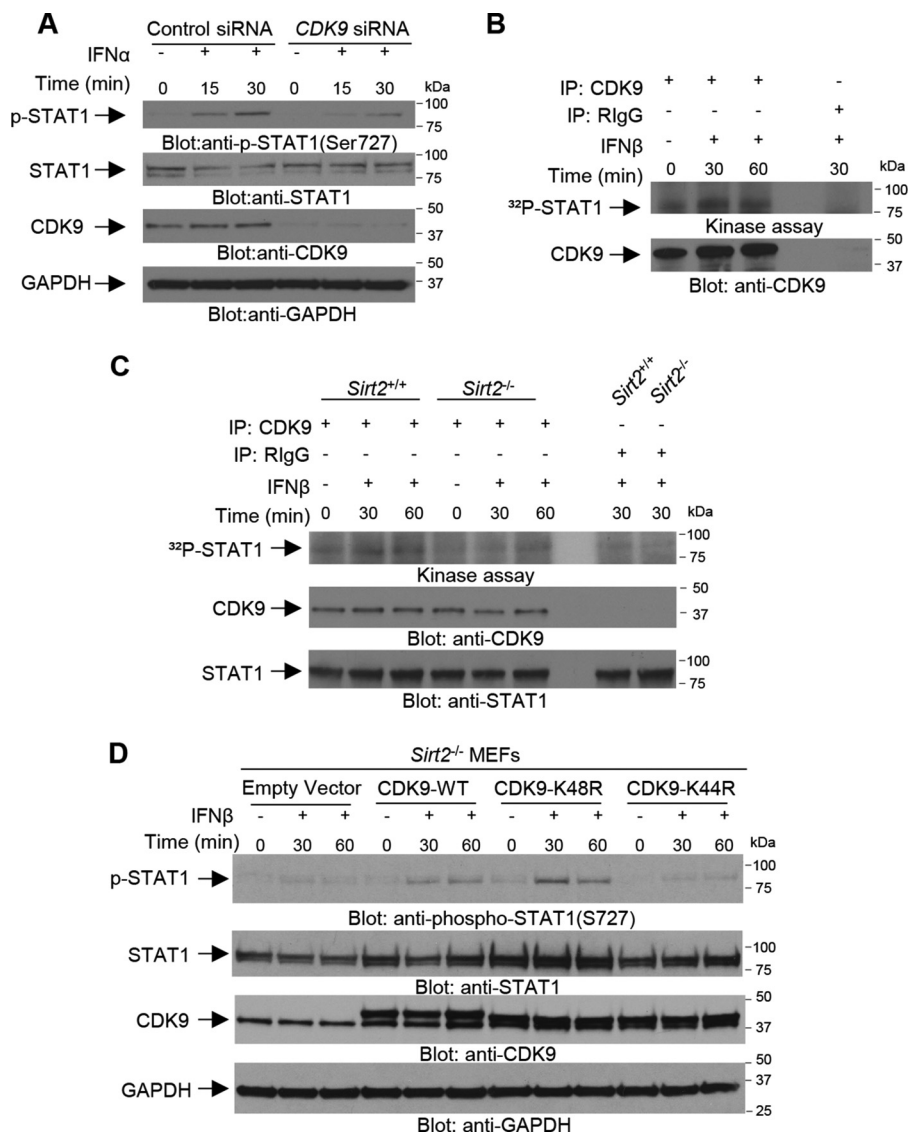 A
Control siRNA CDK9 siRNA
IFNα - + + - + +
Time (min) 0 15 30 0 15 30 kDa
p-STAT1 100
75
Blot:anti-p-STAT1(Ser727)
STAT1 100
75
Blot:anti-STAT1
CDK9 50
37
Blot:anti-CDK9
GAPDH 50
37
Blot:anti-GAPDH
B
IP: CDK9 + + + -
IP: RIgG +
IFNβ - + + +
Time (min) 0 30 60 30 kDa
³²P-STAT1 100
75
Kinase assay
CDK9 50
37
Blot: anti-CDK9
C
Sirt2+/+ Sirt2-/- Sirt2+/+ Sirt2-/-
IP: CDK9 + + + + + + - -
IP: RIgG - - - - - - + +
IFNβ - + + - + + + +
Time (min) 0 30 60 0 30 60 30 30 kDa
³²P-STAT1 100
75
Kinase assay
CDK9 50
37
Blot: anti-CDK9
STAT1 100
75
Blot: anti-STAT1
D
Sirt2-/- MEFs
Empty Vector CDK9-WT CDK9-K48R CDK9-K44R
IFNβ - + + - + + - + + - + +
Time (min) 0 30 60 0 30 60 0 30 60 0 30 60 kDa
p-STAT1 100
75
Blot: anti-phospho-STAT1(S727)
STAT1 100
75
Blot: anti-STAT1
CDK9 50
37
Blot: anti-CDK9
GAPDH 50
37
25
Blot: anti-GAPDH